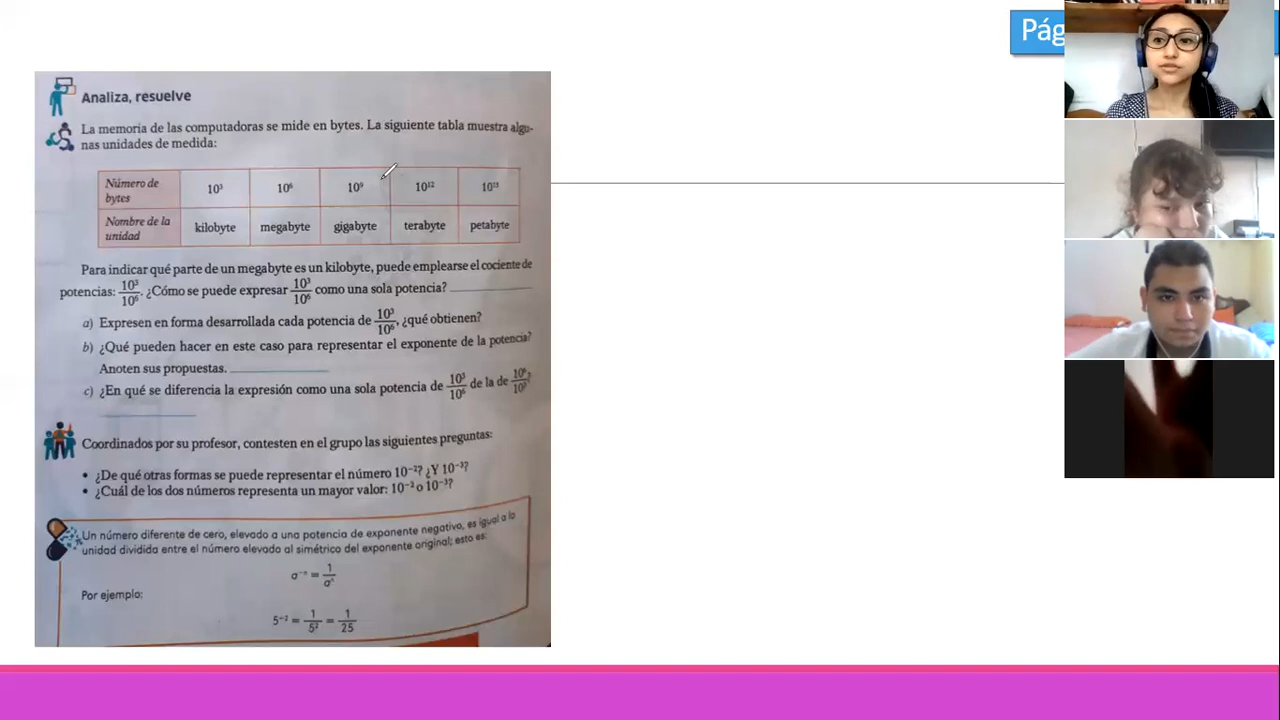 Pág
Analiza, resuelve
La memoria de las computadoras se mide en bytes. La siguiente tabla muestra algu-
nas unidades de medida:
Número de bytes 10³ 10⁶ 10⁹ 10¹² 10¹⁵
Nombre de la unidad kilobyte megabyte gigabyte terabyte petabyte
Para indicar qué parte de un megabyte es un kilobyte, puede emplearse el cociente de
potencias: 10³/10⁶. ¿Cómo se puede expresar 10³/10⁶ como una sola potencia?
a) Expresen en forma desarrollada cada potencia de 10³/10⁶, ¿qué obtienen?
b) ¿Qué pueden hacer en este caso para representar el exponente de la potencia?
Anoten sus propuestas.
c) ¿En qué se diferencia la expresión como una sola potencia de 10³/10⁶ de la de
Coordinados por su profesor, contesten en el grupo las siguientes preguntas:
• ¿De qué otras formas se puede representar el número 10⁻²? ¿Y 10⁻³?
• ¿Cuál de los dos números representa un mayor valor: 10⁻² o 10⁻³?
Un número diferente de cero, elevado a una potencia de exponente negativo, es igual a la
unidad dividida entre el número elevado al simétrico del exponente original; esto es:
a⁻ⁿ = 1/aⁿ
Por ejemplo:
5⁻² = 1/5² = 1/25